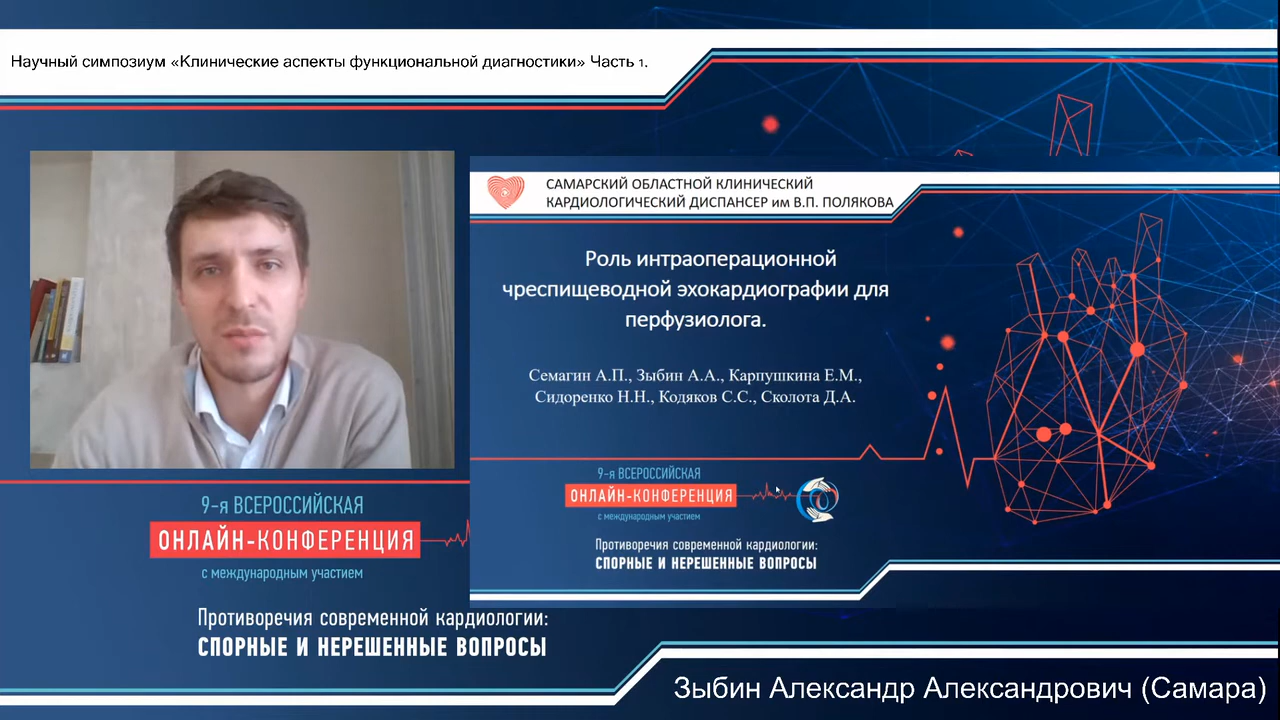 Научный симпозиум «Клинические аспекты функциональной диагностики» Часть 1.
САМАРСКИЙ ОБЛАСТНОЙ КЛИНИЧЕСКИЙ
КАРДИОЛОГИЧЕСКИЙ ДИСПАНСЕР им В.П. ПОЛЯКОВА
Роль интраоперационной
чреспищеводной эхокардиографии для
перфузиолога.
Семагин А.П., Зыбин А.А., Карпушкина Е.М.,
Сидоренко Н.Н., Кодяков С.С., Сколота Д.А.
9-я ВСЕРОССИЙСКАЯ
ОНЛАЙН-КОНФЕРЕНЦИЯ
с международным участием
Противоречия современной кардиологии:
СПОРНЫЕ И НЕРЕШЕННЫЕ ВОПРОСЫ
9-я ВСЕРОССИЙСКАЯ
ОНЛАЙН-КОНФЕРЕНЦИЯ
с международным участием
Противоречия современной кардиологии:
СПОРНЫЕ И НЕРЕШЕННЫЕ ВОПРОСЫ
Зыбин Александр Александрович (Самара)